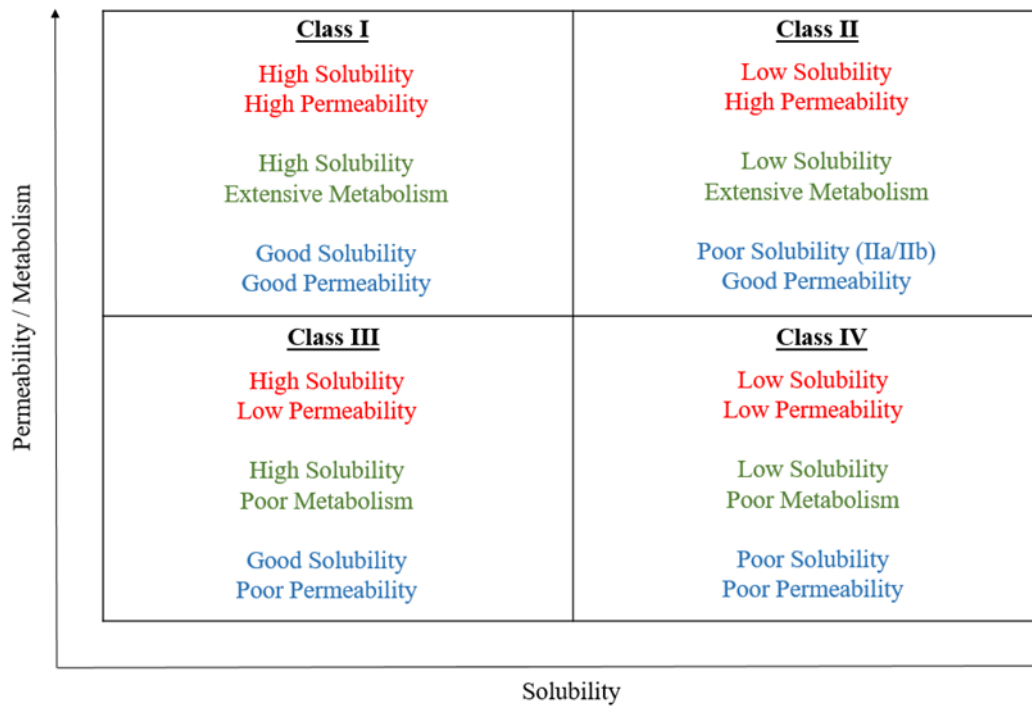 Permeability / Metabolism
Class I
High Solubility
High Permeability
High Solubility
Extensive Metabolism
Good Solubility
Good Permeability
Class II
Low Solubility
High Permeability
Low Solubility
Extensive Metabolism
Poor Solubility (IIa/IIb)
Good Permeability
Class III
High Solubility
Low Permeability
High Solubility
Poor Metabolism
Good Solubility
Poor Permeability
Class IV
Low Solubility
Low Permeability
Low Solubility
Poor Metabolism
Poor Solubility
Poor Permeability
Solubility